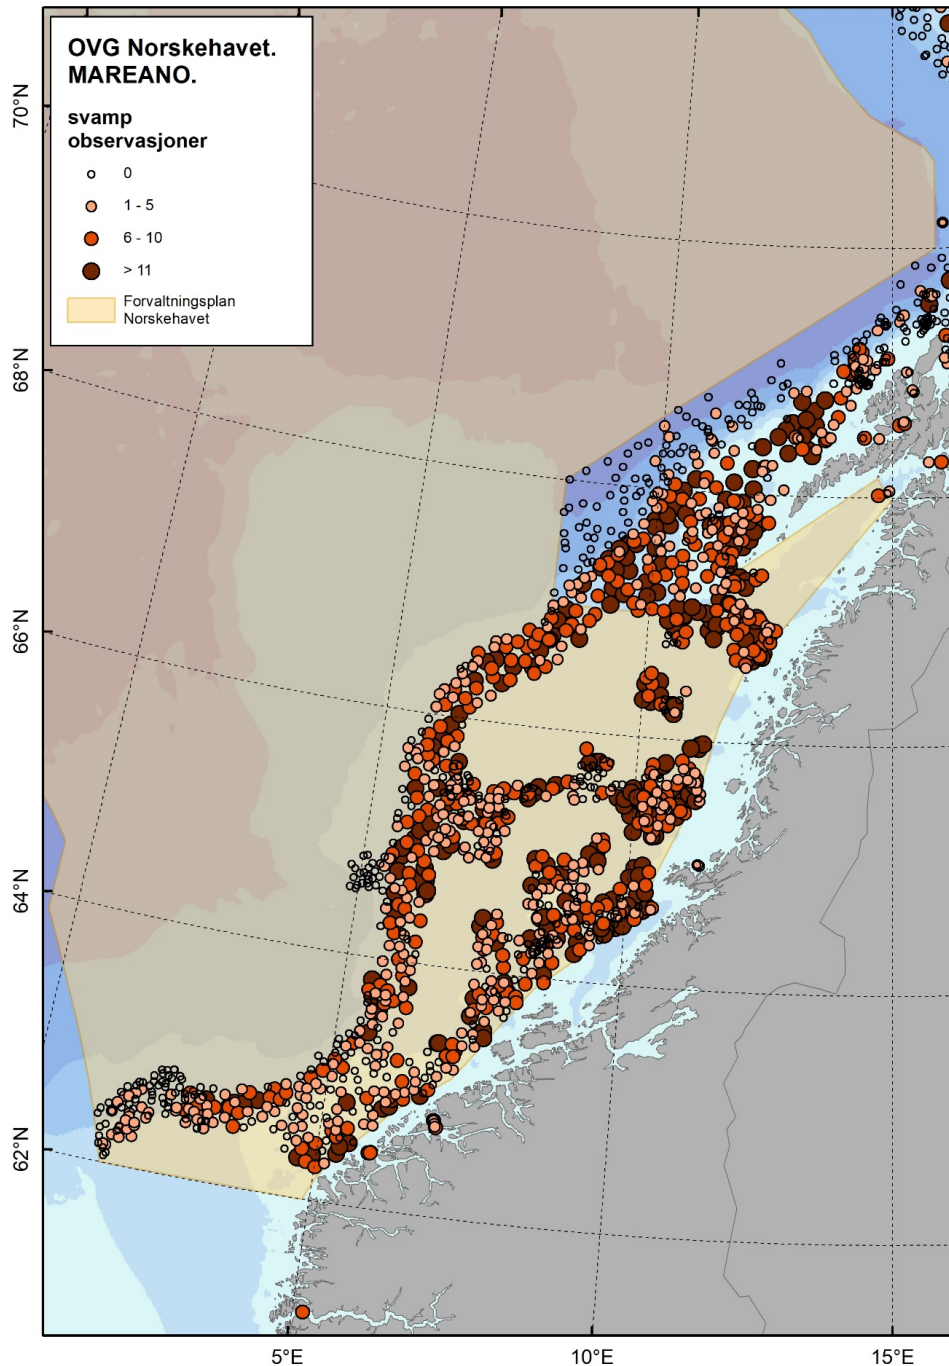 OVG Norskehavet.
MAREANO.
svamp
observasjoner
0
1 - 5
6 - 10
> 11
Forvaltningsplan
Norskehavet
70°N
68°N
66°N
64°N
62°N
5°E
10°E
15°E